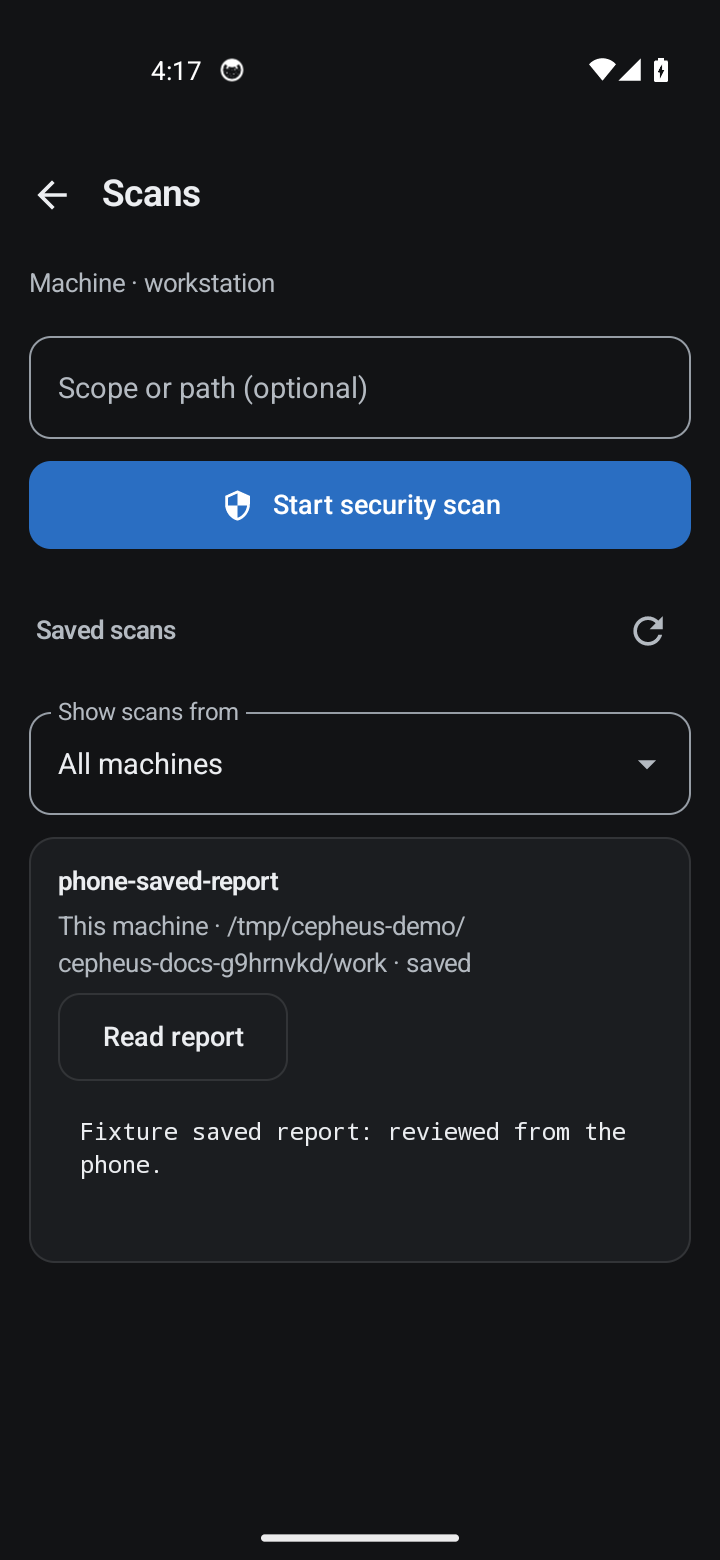 4:17
Scans
Machine · workstation
Scope or path (optional)
Start security scan
Saved scans
Show scans from
All machines
phone-saved-report
This machine · /tmp/cepheus-demo/
cepheus-docs-g9hrnvkd/work · saved
Read report
Fixture saved report: reviewed from the
phone.